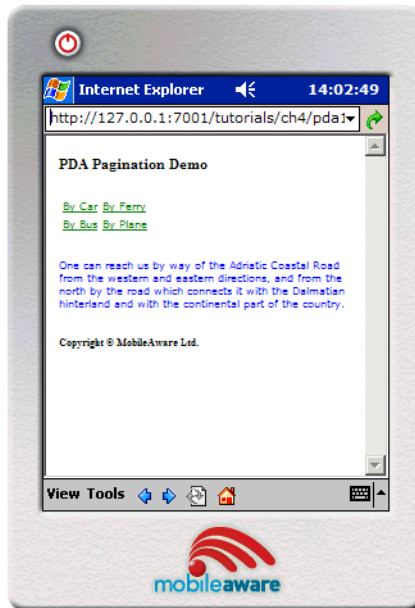 Internet Explorer 14:02:49
http://127.0.0.1:7001/tutorials/ch4/pda1
PDA Pagination Demo
By Car By Ferry
By Bus By Plane
One can reach us by way of the Adriatic Coastal Road
from the western and eastern directions, and from the
north by the road which connects it with the Dalmatian
hinterland and with the continental part of the country.
Copyright © MobileAware Ltd.
View Tools
mobileaware